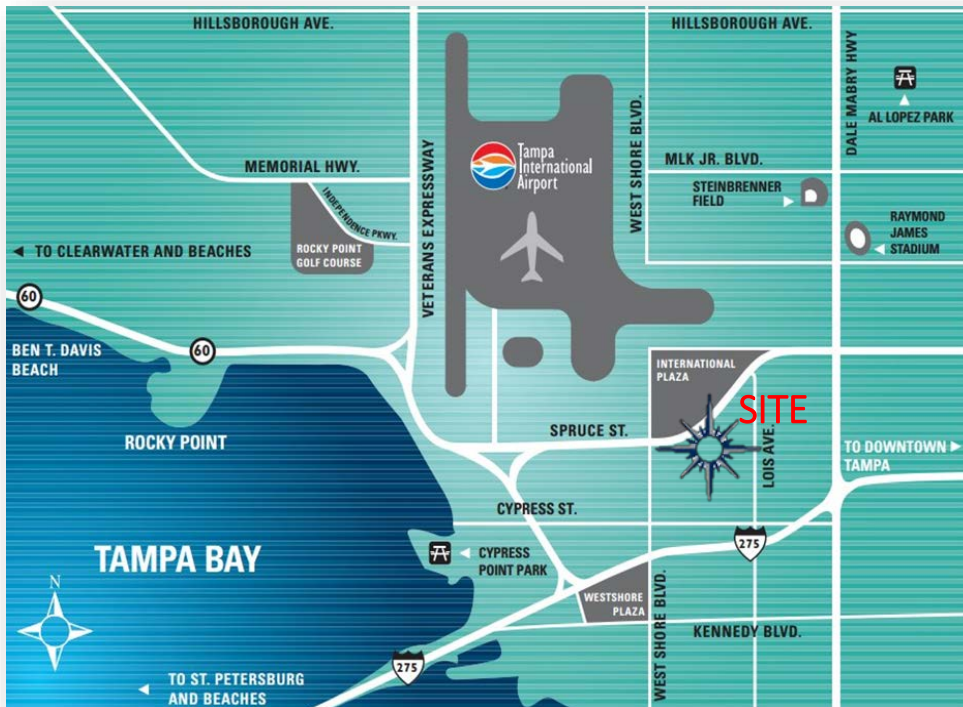 HILLSBOROUGH AVE.
HILLSBOROUGH AVE.
DALE MABRY HWY
AL LOPEZ PARK
VETERANS EXPRESSWAY
WEST SHORE BLVD.
Tampa
International
Airport
MEMORIAL HWY.
MLK JR. BLVD.
INDEPENDENCE PKWY.
STEINBRENNER
FIELD
RAYMOND
JAMES
STADIUM
ROCKY POINT
GOLF COURSE
TO CLEARWATER AND BEACHES
60
BEN T. DAVIS
BEACH
60
INTERNATIONAL
PLAZA
SITE
ROCKY POINT
SPRUCE ST.
LOIS AVE.
TO DOWNTOWN
TAMPA
CYPRESS ST.
275
TAMPA BAY
CYPRESS
POINT PARK
N
WESTSHORE
PLAZA
WEST SHORE BLVD.
KENNEDY BLVD.
275
TO ST. PETERSBURG
AND BEACHES